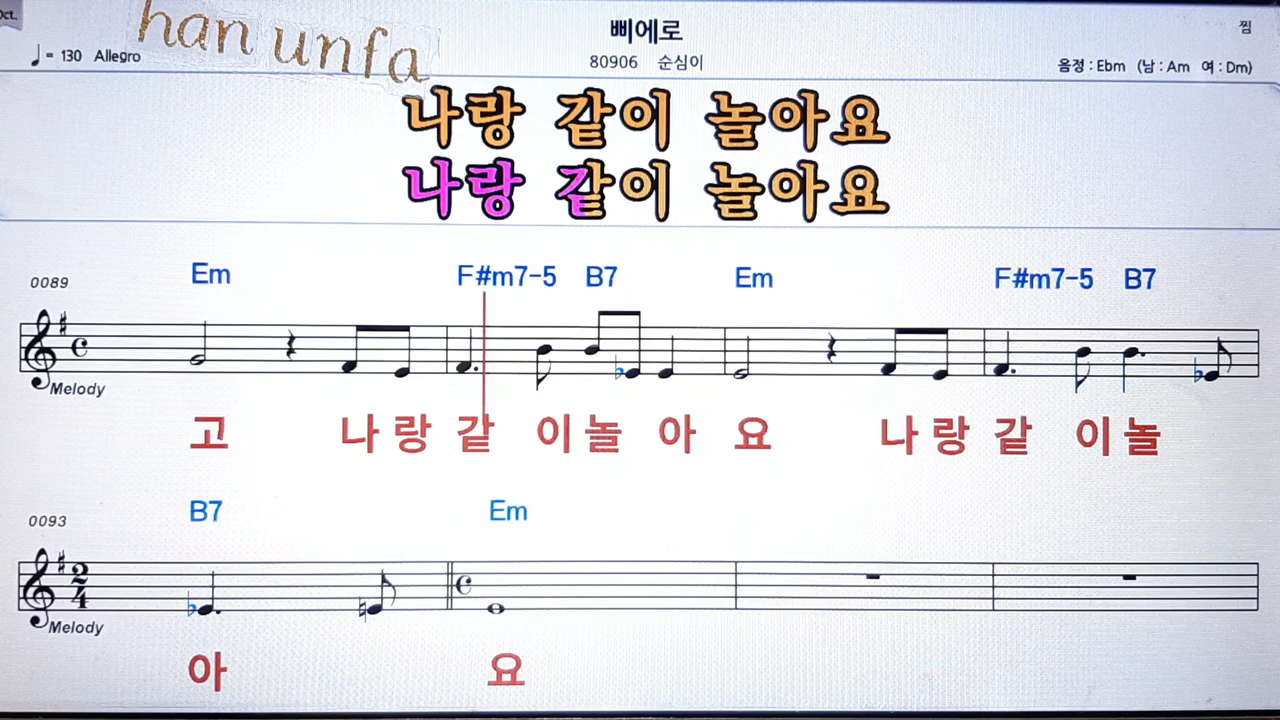 Oct.
han unfa
삐에로
찜
♩= 130 Allegro
80906 순심이
음정 : Ebm (남 : Am 여 : Dm)
나랑 같이 놀아요
나랑 같이 놀아요
0089
Em F#m7-5 B7 Em F#m7-5 B7
Melody
고 나 랑 같 이 놀 아 요 나 랑 같 이 놀
0093
B7 Em
2
4
Melody
아 요